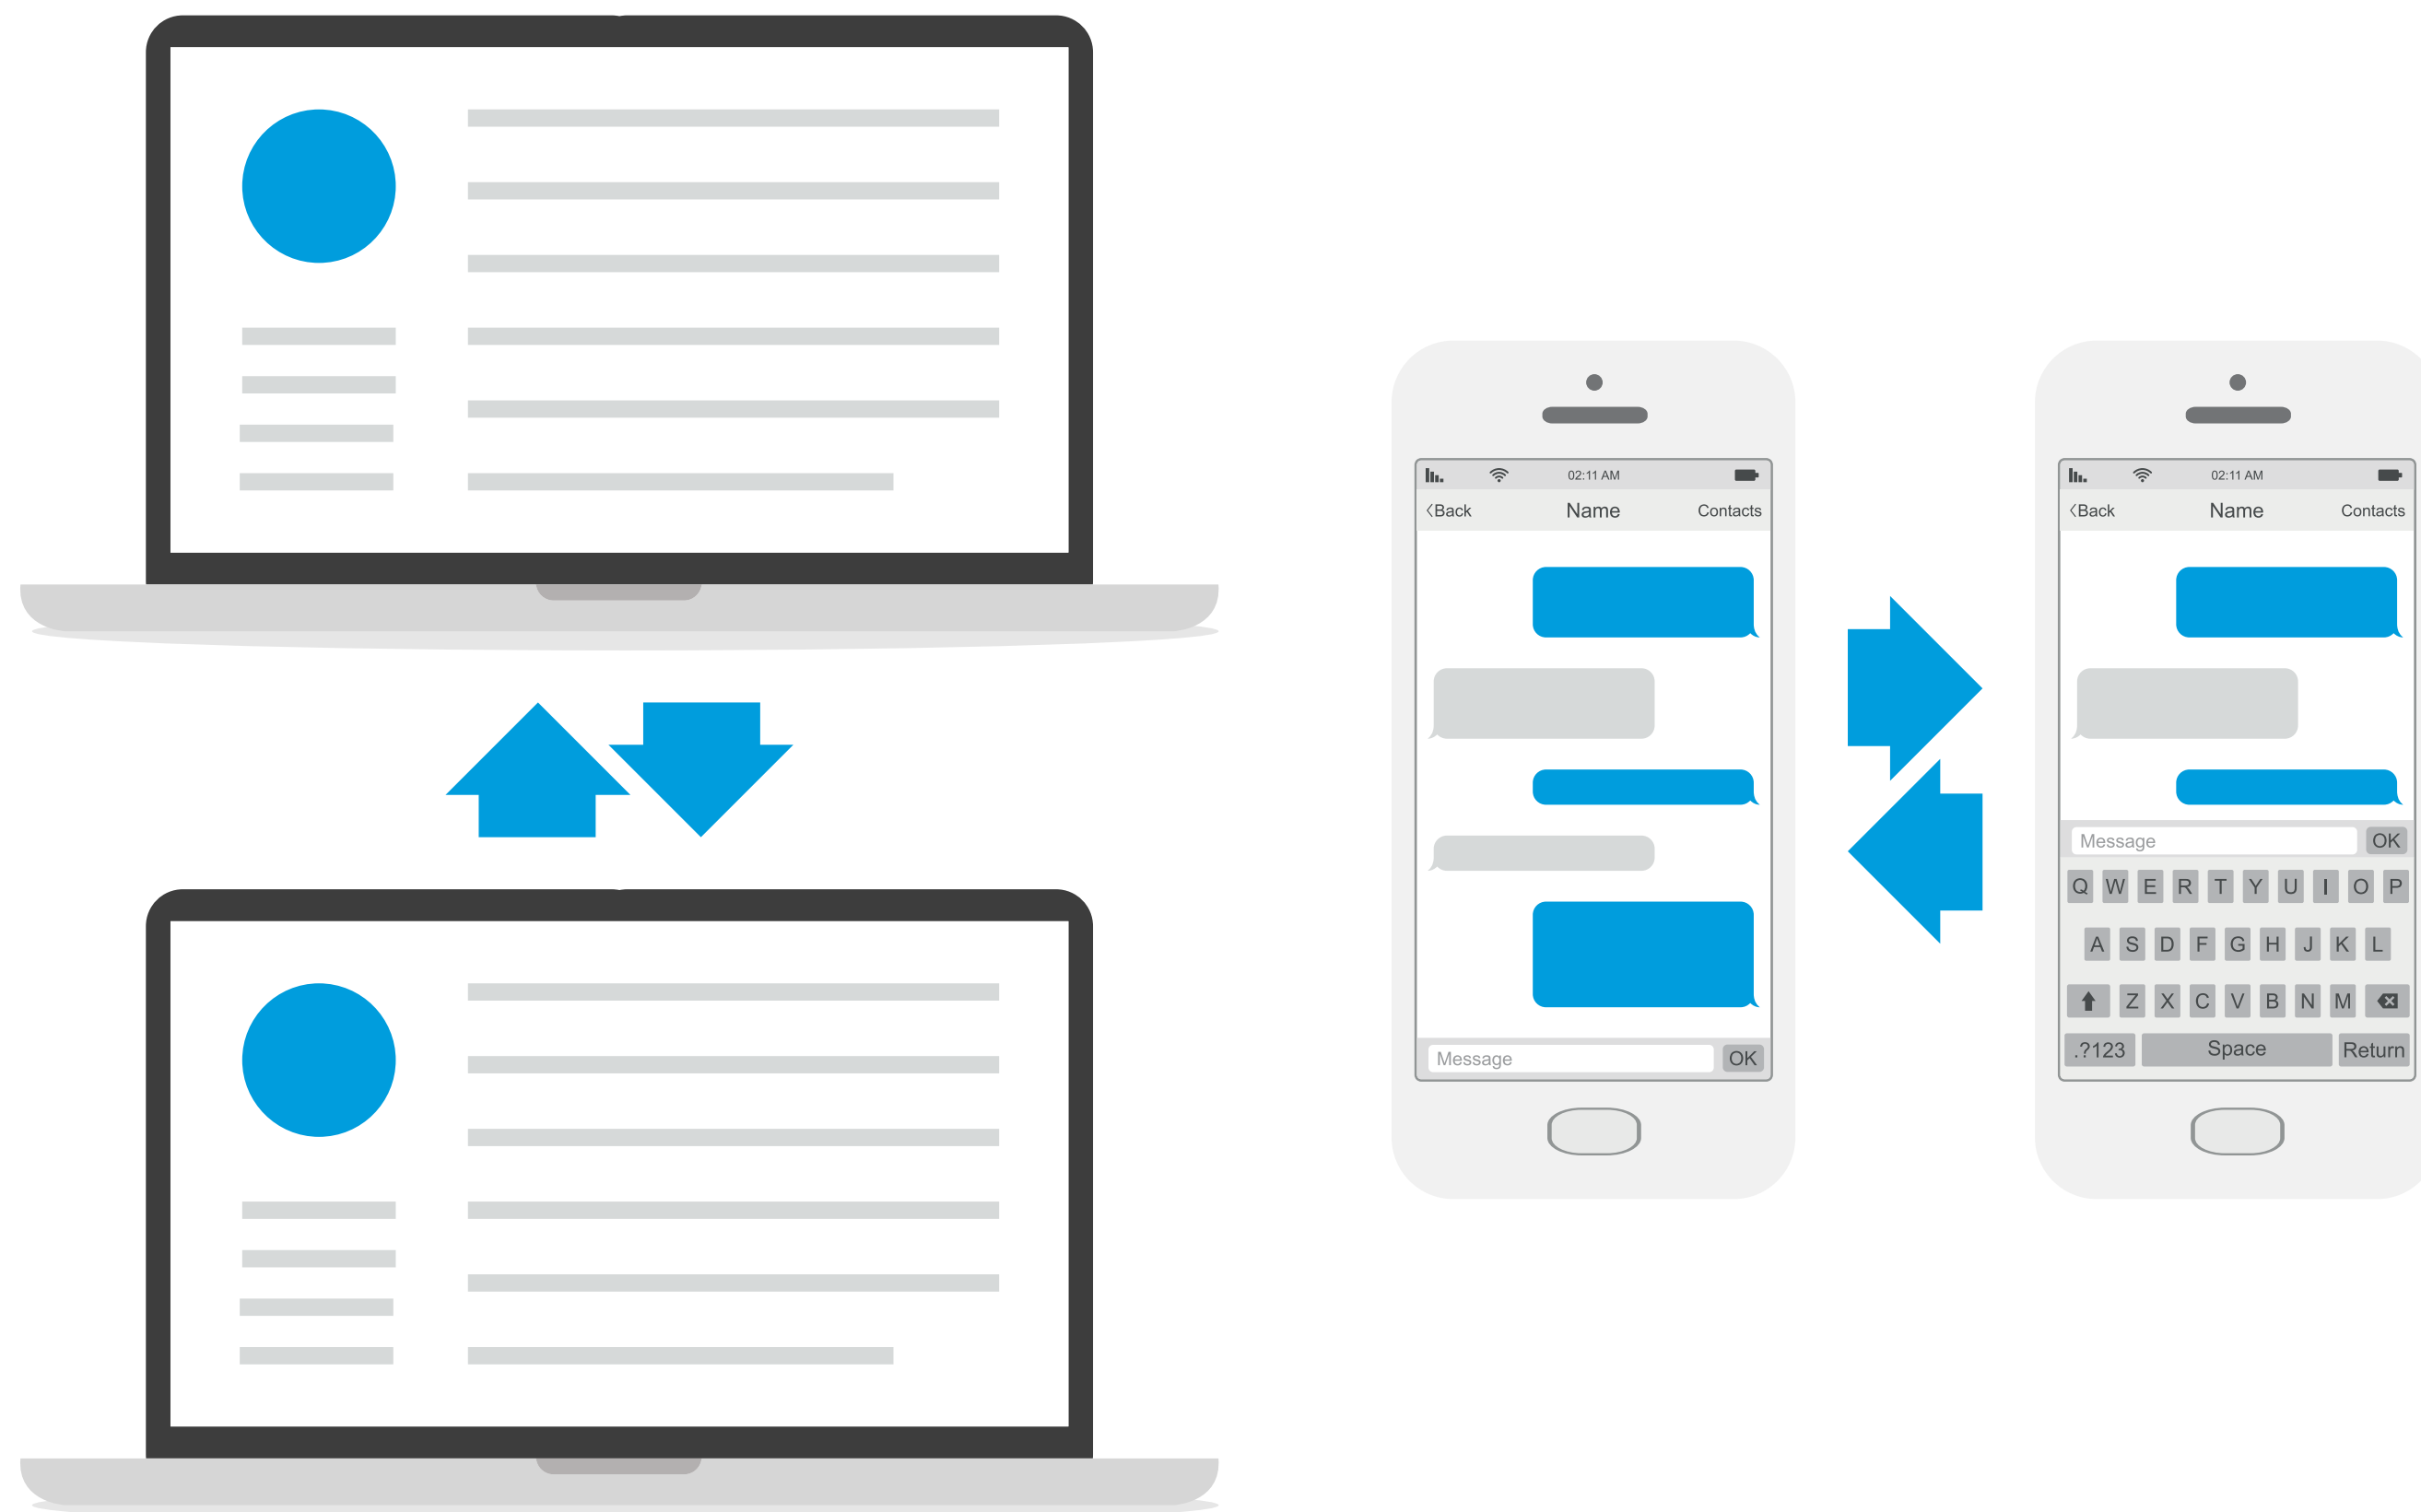 02:11 AM
Back Name Contacts
Message OK
02:11 AM
Back Name Contacts
Message OK
Q W E R T Y U I O P
A S D F G H J K L
Z X C V B N M
.?123 Space Return